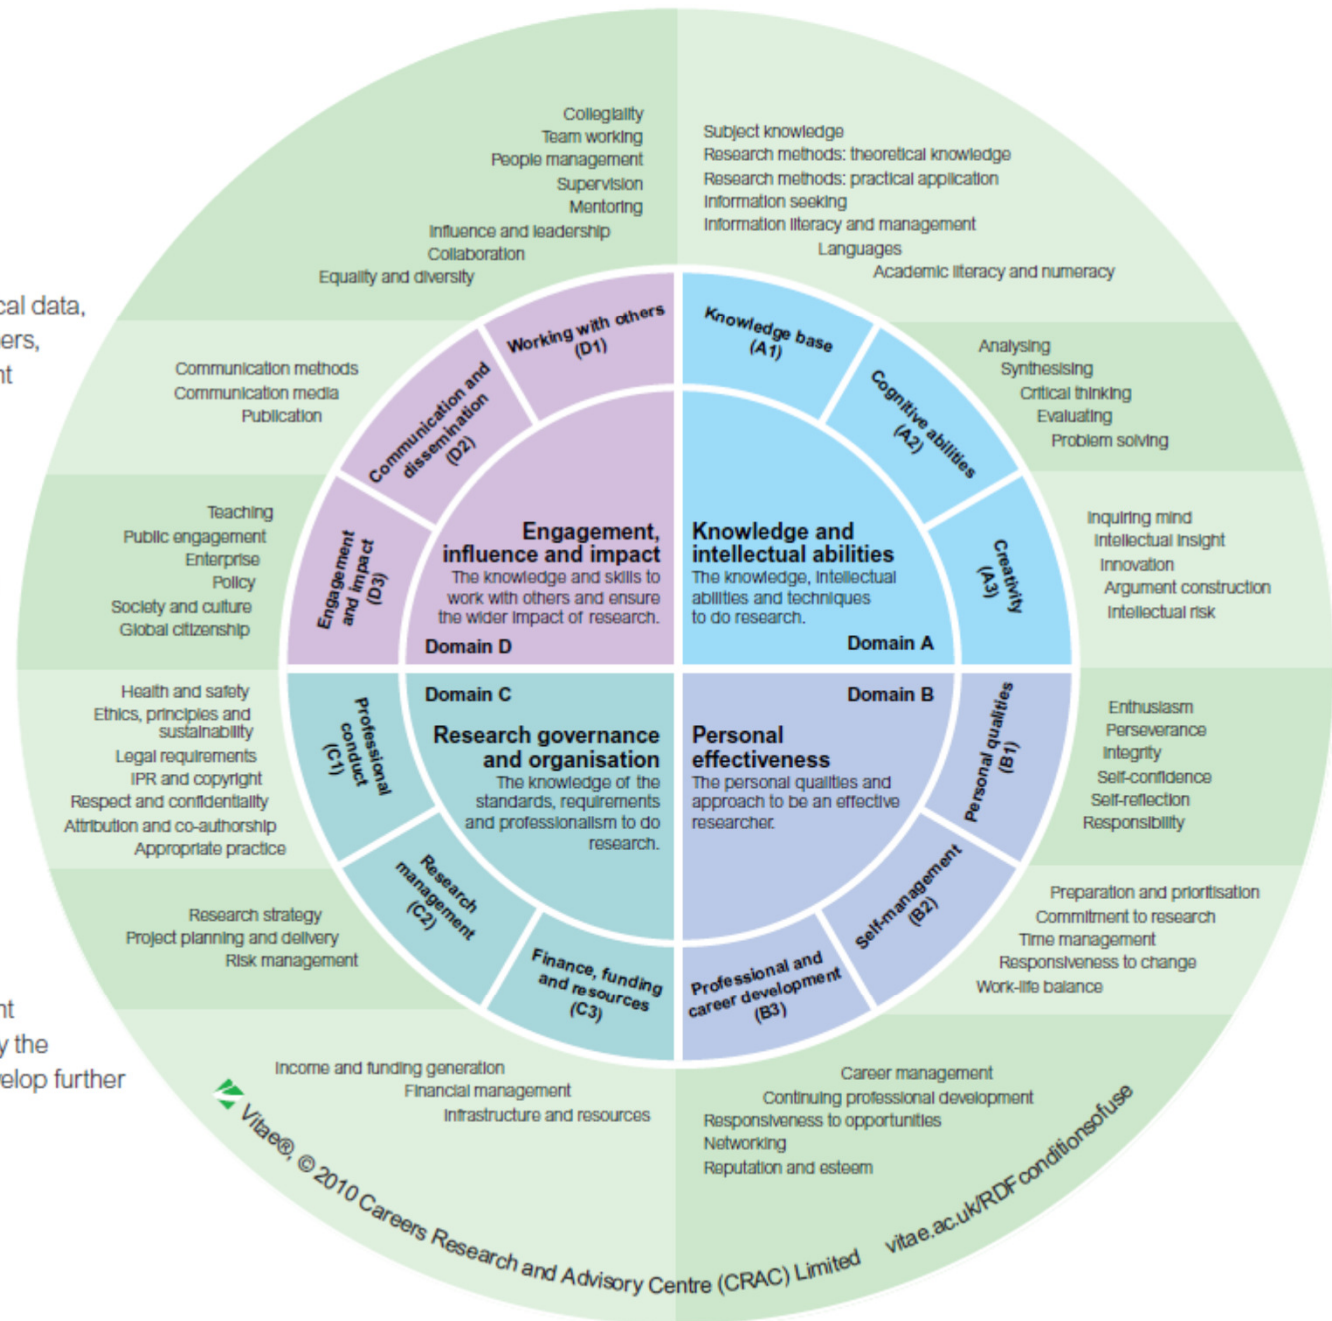 Collegiality
Team working
People management
Supervision
Mentoring
Influence and leadership
Collaboration
Equality and diversity
Subject knowledge
Research methods: theoretical knowledge
Research methods: practical application
Information seeking
Information literacy and management
Languages
Academic literacy and numeracy
cal data,
ers,
nt
Communication methods
Communication media
Publication
Analysing
Synthesising
Critical thinking
Evaluating
Problem solving
Working with others
(D1)
Knowledge base
(A1)
Communication and
dissemination
(D2)
Cognitive abilities
(A2)
Teaching
Public engagement
Enterprise
Policy
Society and culture
Global citizenship
Engagement
and impact
(D3)
Engagement,
influence and impact
The knowledge and skills to
work with others and ensure
the wider impact of research.
Domain D
Knowledge and
intellectual abilities
The knowledge, intellectual
abilities and techniques
to do research.
Domain A
Creativity
(A3)
Inquiring mind
Intellectual insight
Innovation
Argument construction
Intellectual risk
Health and safety
Ethics, principles and
sustainability
Legal requirements
IPR and copyright
Respect and confidentiality
Attribution and co-authorship
Appropriate practice
Professional
conduct
(C1)
Domain C
Research governance
and organisation
The knowledge of the
standards, requirements
and professionalism to do
research.
Domain B
Personal
effectiveness
The personal qualities and
approach to be an effective
researcher.
Personal qualities
(B1)
Enthusiasm
Perseverance
Integrity
Self-confidence
Self-reflection
Responsibility
Research strategy
Project planning and delivery
Risk management
Research
management
(C2)
Self-management
(B2)
Preparation and prioritisation
Commitment to research
Time management
Responsiveness to change
Work-life balance
Finance, funding
and resources
(C3)
Professional and
career development
(B3)
nt
y the
velop further
Income and funding generation
Financial management
Infrastructure and resources
Career management
Continuing professional development
Responsiveness to opportunities
Networking
Reputation and esteem
Vitae®, © 2010 Careers Research and Advisory Centre (CRAC) Limited vitae.ac.uk/RDFconditionsofuse